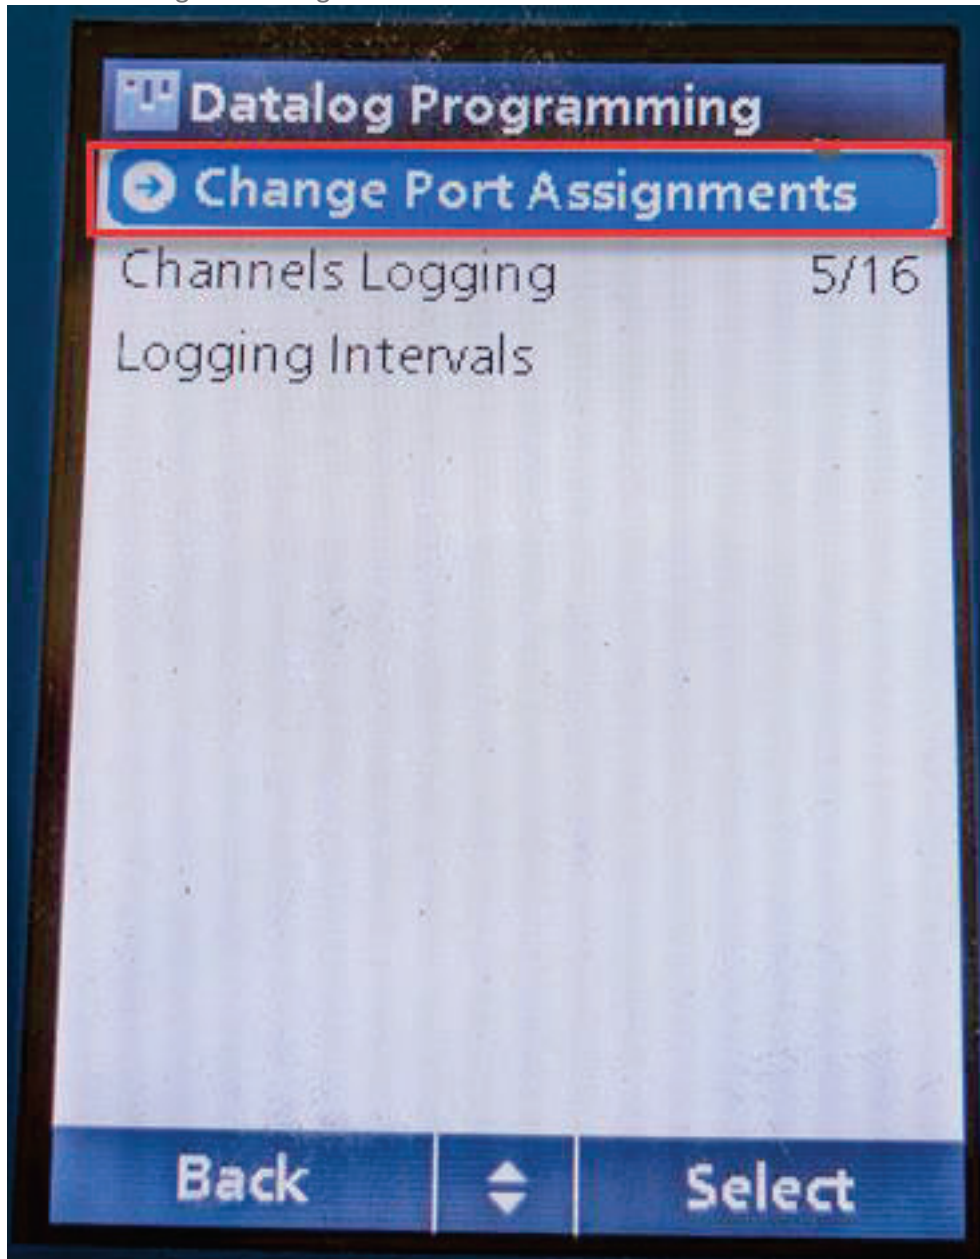 Datalog Programming
Change Port Assignments
Channels Logging 5/16
Logging Intervals
Back Select